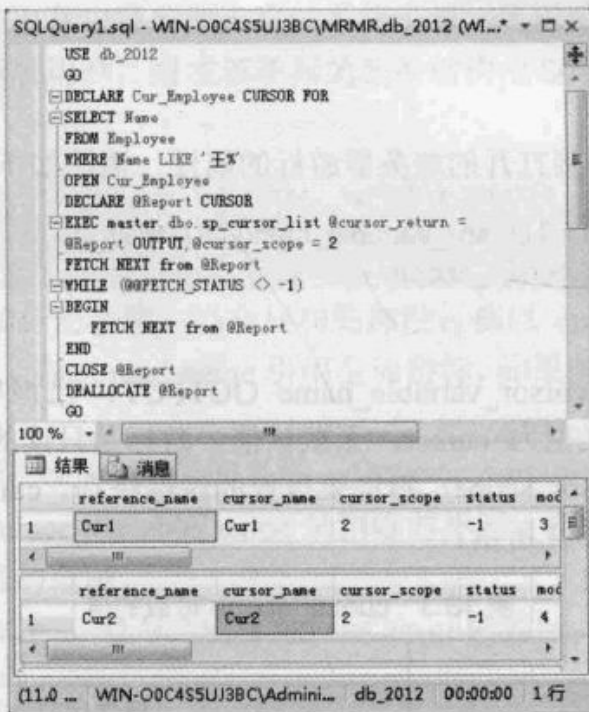 SQLQuery1.sql - WIN-O0C4S5UJ3BC\MRMR.db_2012 (WI...* 
USE db_2012
GO
DECLARE Cur_Employee CURSOR FOR
SELECT Name
FROM Employee
WHERE Name LIKE '王%'
OPEN Cur_Employee
DECLARE @Report CURSOR
EXEC master.dbo.sp_cursor_list @cursor_return =
@Report OUTPUT,@cursor_scope = 2
FETCH NEXT from @Report
WHILE (@@FETCH_STATUS <> -1)
BEGIN
FETCH NEXT from @Report
END
CLOSE @Report
DEALLOCATE @Report
GO
100 %
结果 消息
reference_name cursor_name cursor_scope status mod
1 Cur1 Cur1 2 -1 3
reference_name cursor_name cursor_scope status mod
1 Cur2 Cur2 2 -1 4
(11.0 ... WIN-O0C4S5UJ3BC\Admini... db_2012 00:00:00 1 行